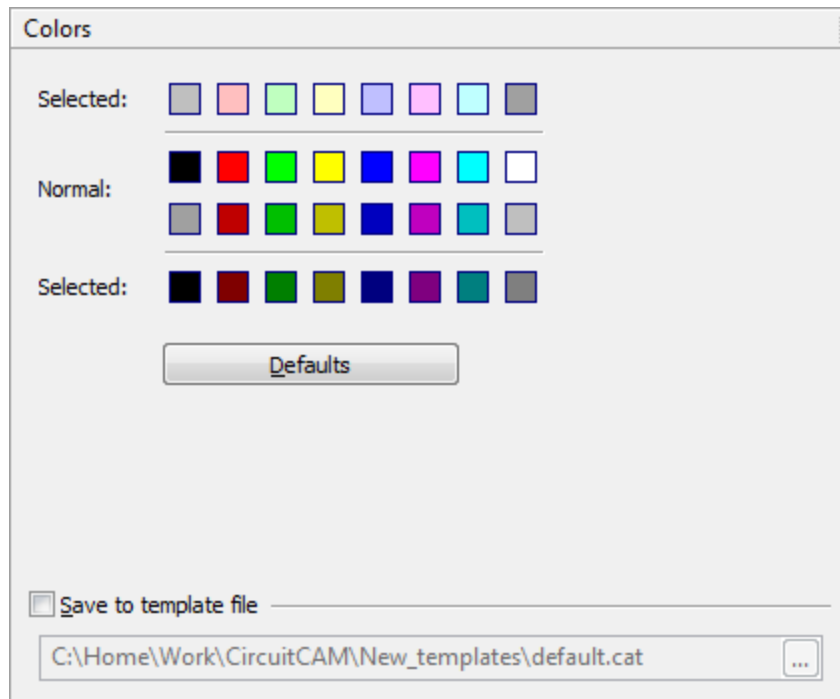 Colors
Selected:
Normal:
Selected:
Defaults
Save to template file
C:\Home\Work\CircuitCAM\New_templates\default.cat
...